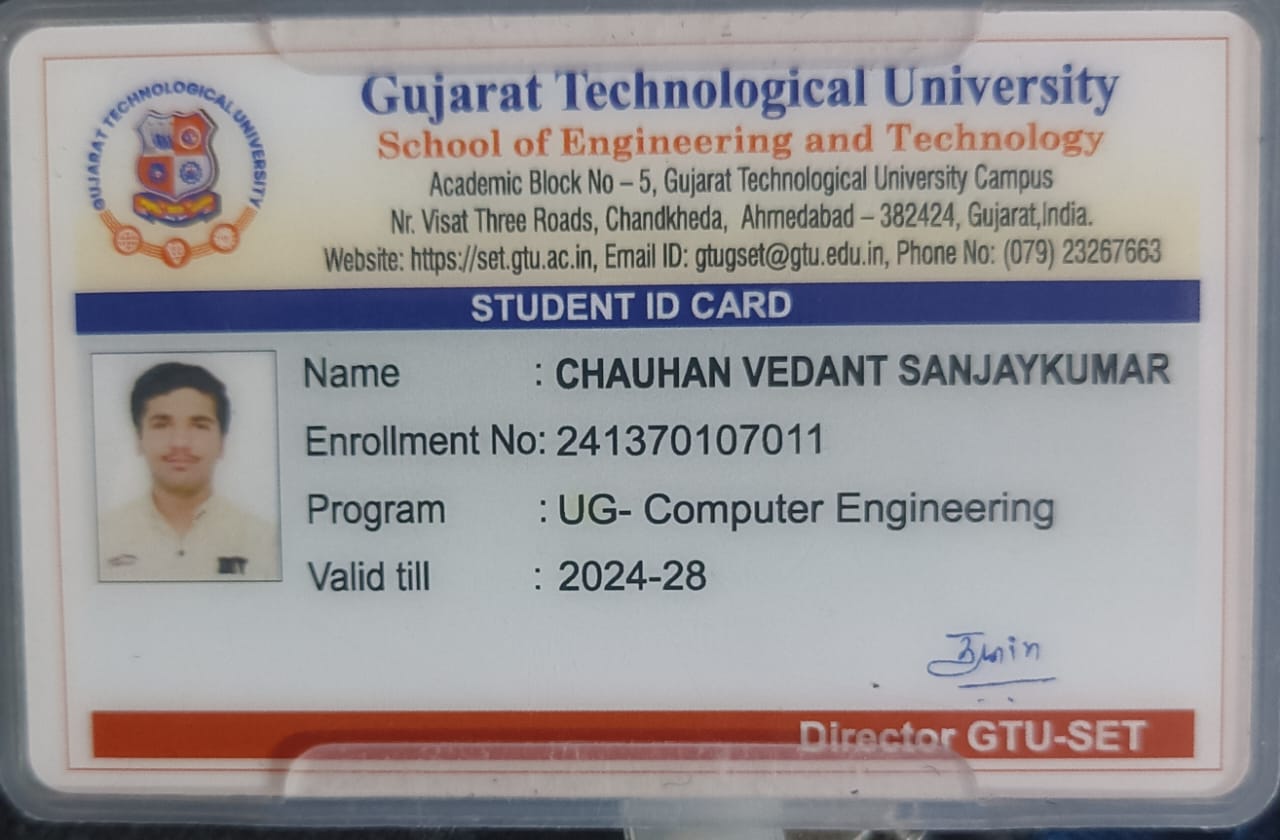 GUJARAT TECHNOLOGICAL UNIVERSITY
Gujarat Technological University
School of Engineering and Technology
Academic Block No – 5, Gujarat Technological University Campus
Nr. Visat Three Roads, Chandkheda, Ahmedabad – 382424, Gujarat,India.
Website: https://set.gtu.ac.in, Email ID: gtugset@gtu.edu.in, Phone No: (079) 23267663
STUDENT ID CARD
Name : CHAUHAN VEDANT SANJAYKUMAR
Enrollment No: 241370107011
Program : UG- Computer Engineering
Valid till : 2024-28
Director GTU-SET